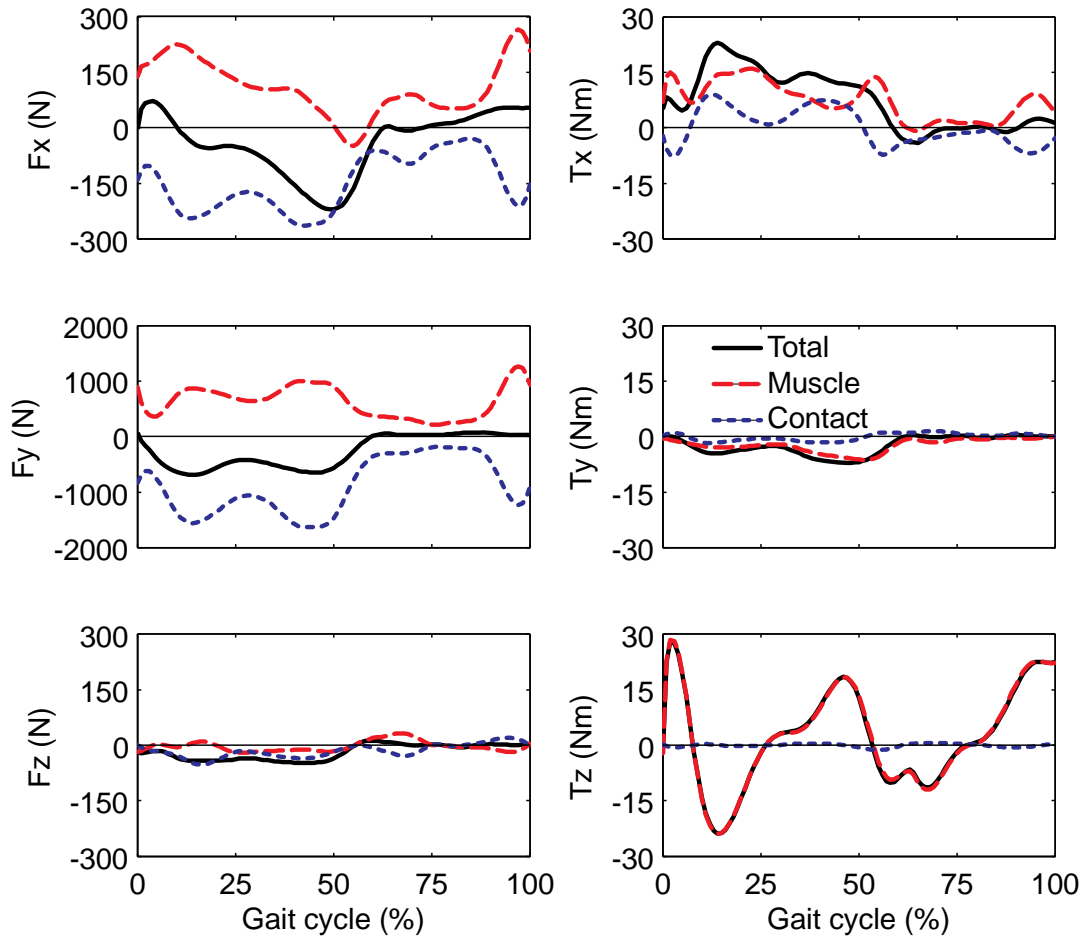 300
150
0
-150
-300
Fx (N)
30
15
0
-15
-30
Tx (Nm)
2000
1000
0
-1000
-2000
Fy (N)
30
15
0
-15
-30
Ty (Nm)
Total
Muscle
Contact
300
150
0
-150
-300
Fz (N)
0 25 50 75 100
Gait cycle (%)
30
15
0
-15
-30
Tz (Nm)
0 25 50 75 100
Gait cycle (%)